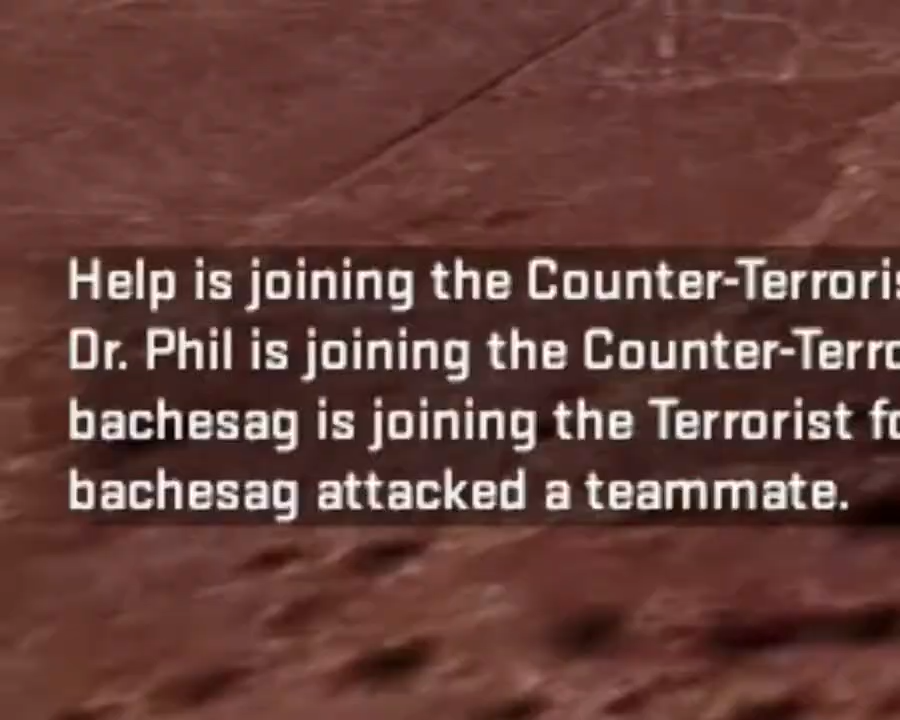 Help is joining the Counter-Terroris
Dr. Phil is joining the Counter-Terro
bachesag is joining the Terrorist fo
bachesag attacked a teammate.